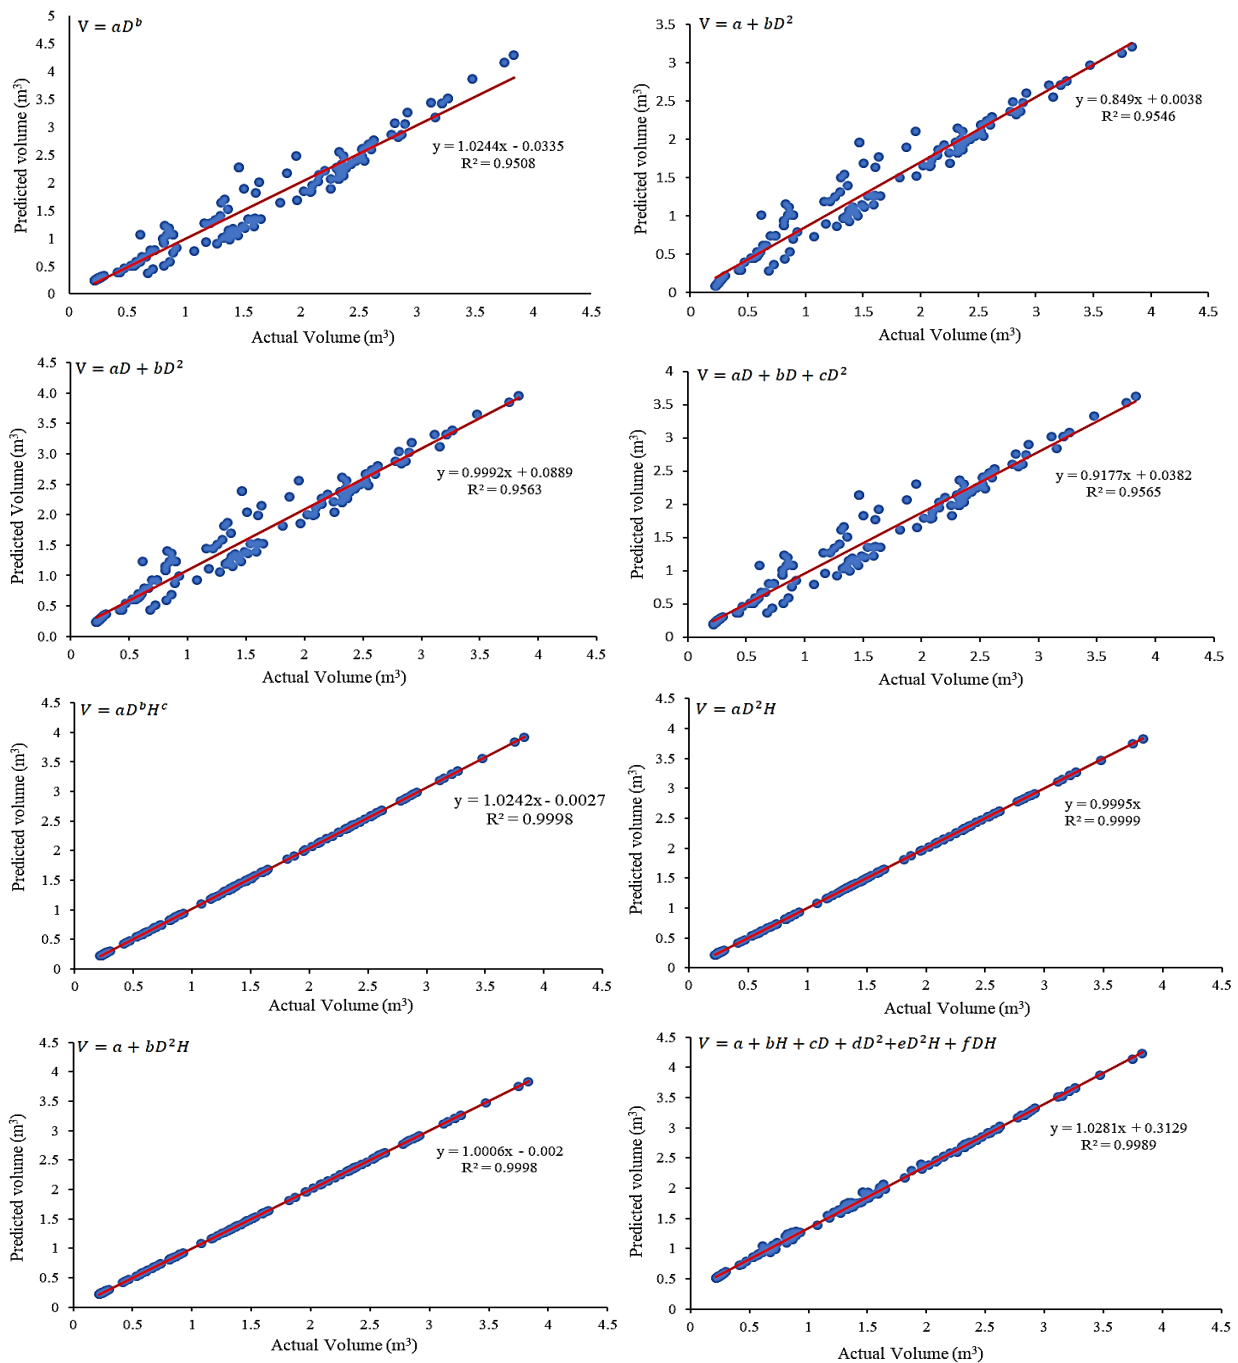 V = aD^b
5
4.5
4
3.5
3
2.5
2
1.5
1
0.5
0
Predicted volume (m³)
y = 1.0244x - 0.0335
R² = 0.9508
0 0.5 1 1.5 2 2.5 3 3.5 4 4.5
Actual Volume (m³)
V = a + bD²
3.5
3
2.5
2
1.5
1
0.5
0
Predicted Volume (m³)
y = 0.849x + 0.0038
R² = 0.9546
0 0.5 1 1.5 2 2.5 3 3.5 4 4.5
Actual Volume (m³)
V = aD + bD²
4.5
4.0
3.5
3.0
2.5
2.0
1.5
1.0
0.5
0.0
Predicted Volume (m³)
y = 0.9992x + 0.0889
R² = 0.9563
0 0.5 1 1.5 2 2.5 3 3.5 4 4.5
Actual Volume (m³)
V = aD + bD + cD²
4
3.5
3
2.5
2
1.5
1
0.5
0
Predicted volume (m³)
y = 0.9177x + 0.0382
R² = 0.9565
0 0.5 1 1.5 2 2.5 3 3.5 4 4.5
Actual Volume (m³)
V = aD^bH^c
4.5
4
3.5
3
2.5
2
1.5
1
0.5
0
Predicted volume (m³)
y = 1.0242x - 0.0027
R² = 0.9998
0 0.5 1 1.5 2 2.5 3 3.5 4 4.5
Actual Volume (m³)
V = aD²H
4.5
4
3.5
3
2.5
2
1.5
1
0.5
0
Predicted volume (m³)
y = 0.9995x
R² = 0.9999
0 0.5 1 1.5 2 2.5 3 3.5 4 4.5
Actual Volume (m³)
V = a + bD²H
4.5
4
3.5
3
2.5
2
1.5
1
0.5
0
Predicted volume (m³)
y = 1.0006x - 0.002
R² = 0.9998
0 0.5 1 1.5 2 2.5 3 3.5 4 4.5
Actual Volume (m³)
V = a + bH + cD + dD²+eD²H + fDH
4.5
4
3.5
3
2.5
2
1.5
1
0.5
0
Predicted volume (m³)
y = 1.0281x + 0.3129
R² = 0.9989
0 0.5 1 1.5 2 2.5 3 3.5 4 4.5
Actual Volume (m³)